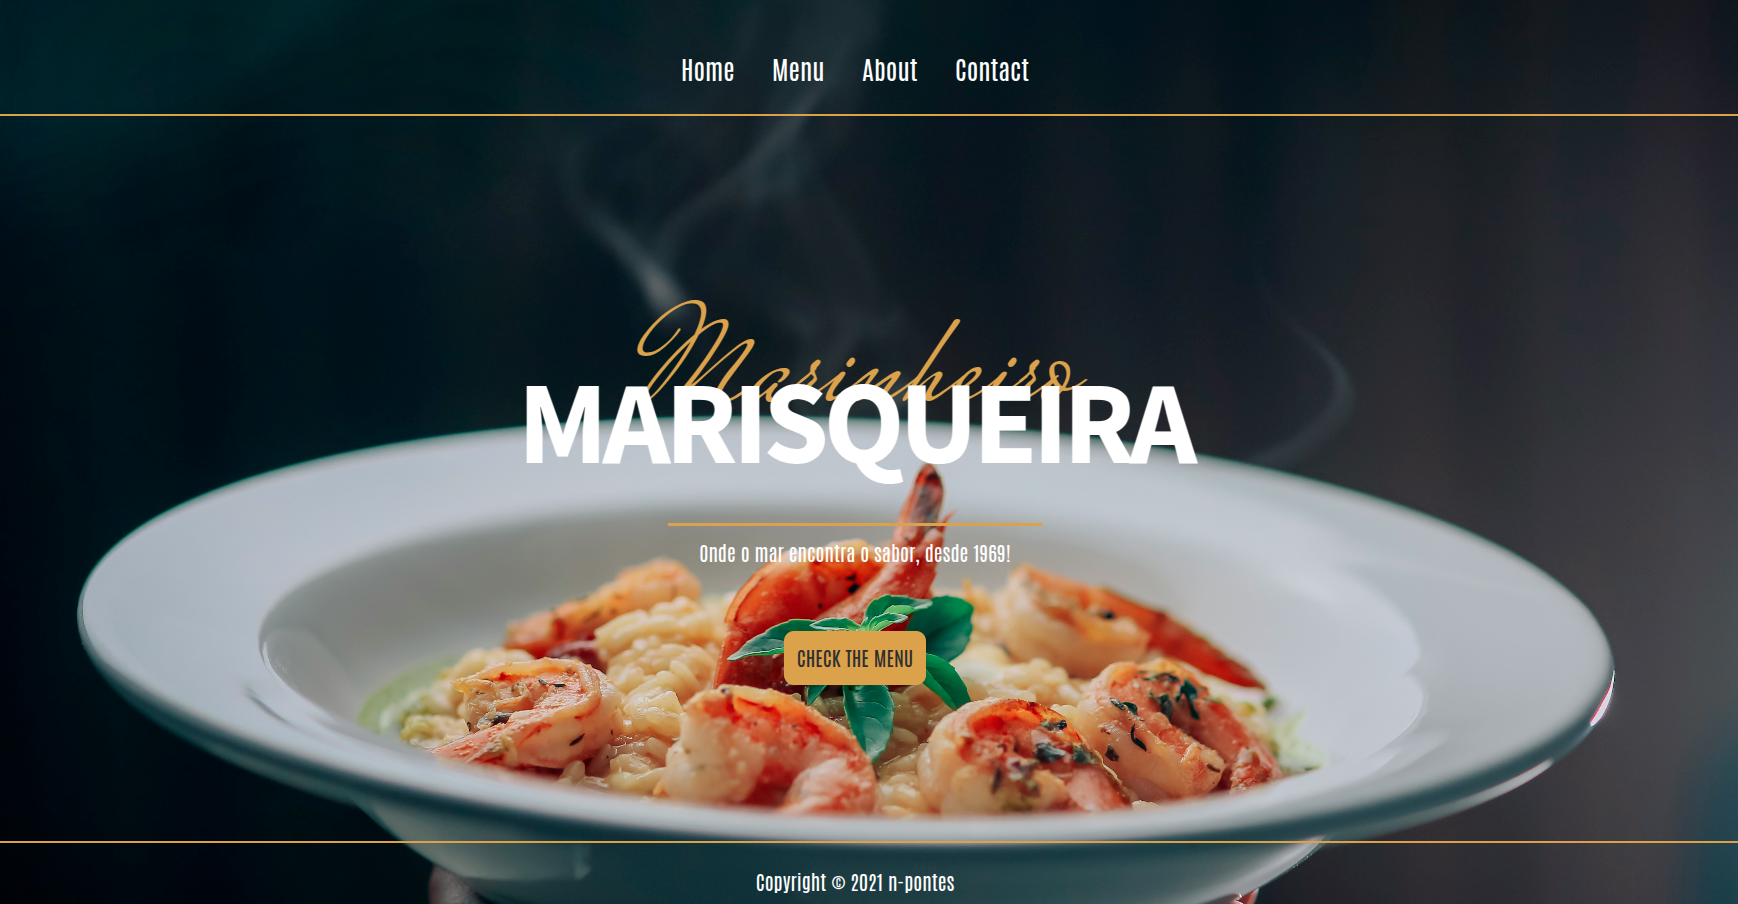 Home Menu About Contact
Marinheiro
MARISQUEIRA
Onde o mar encontra o sabor, desde 1969!
CHECK THE MENU
Copyright © 2021 n-pontes